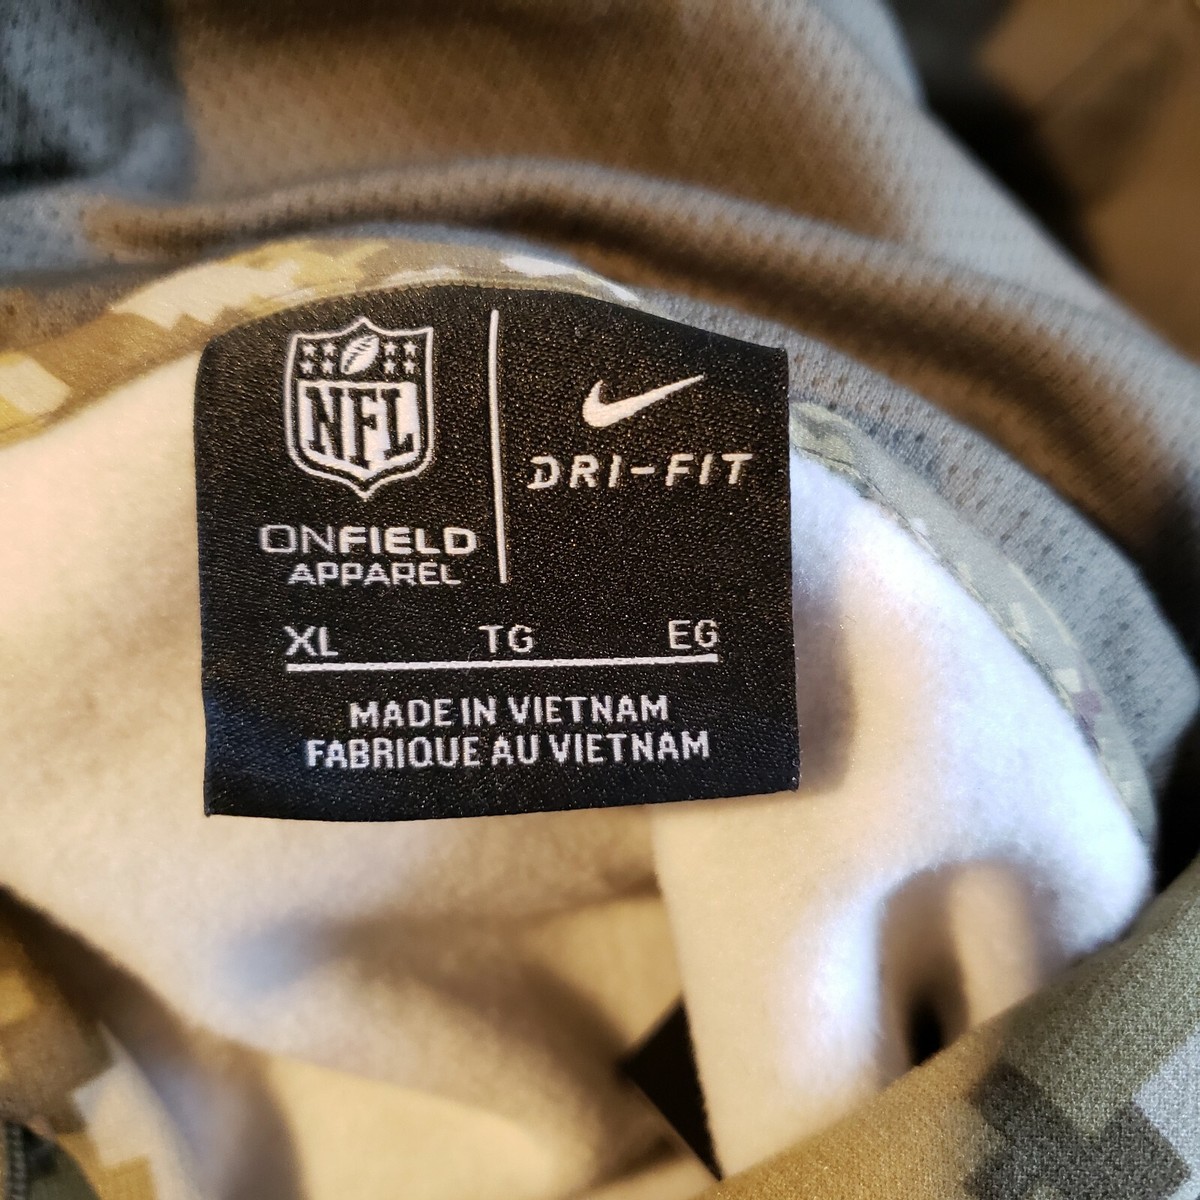 NFL
ONFIELD
APPAREL
DRI-FIT
XL TG EG
MADE IN VIETNAM
FABRIQUE AU VIETNAM